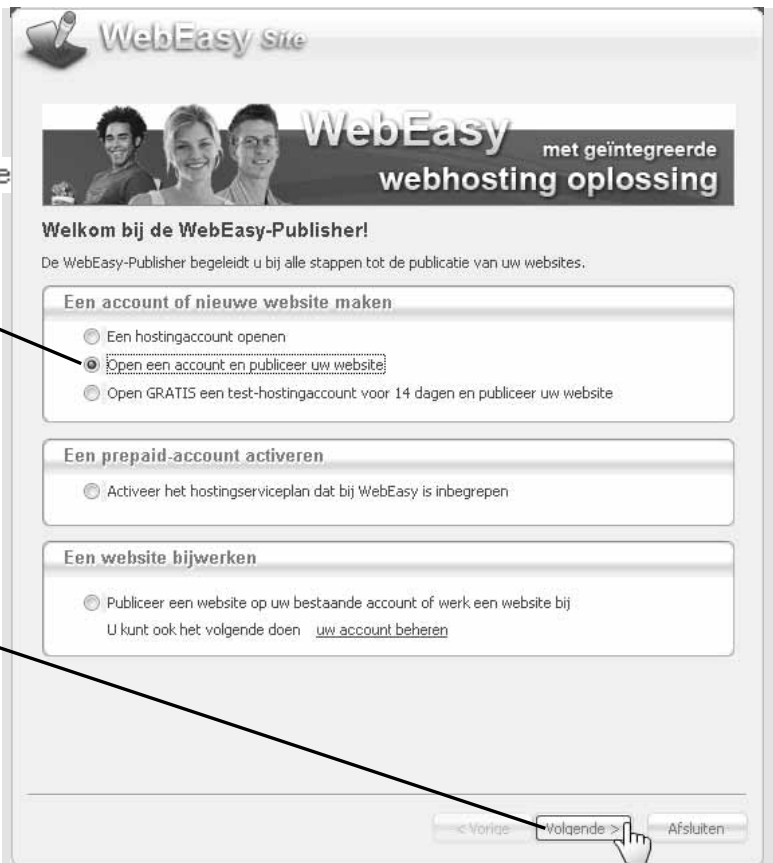 WebEasy Site
WebEasy
met geïntegreerde
webhosting oplossing
e
Welkom bij de WebEasy-Publisher!
De WebEasy-Publisher begeleidt u bij alle stappen tot de publicatie van uw websites.
Een account of nieuwe website maken
Een hostingaccount openen
Open een account en publiceer uw website
Open GRATIS een test-hostingaccount voor 14 dagen en publiceer uw website
Een prepaid-account activeren
Activeer het hostingserviceplan dat bij WebEasy is inbegrepen
Een website bijwerken
Publiceer een website op uw bestaande account of werk een website bij
U kunt ook het volgende doen uw account beheren
< Vorige Volgende > Afsluiten